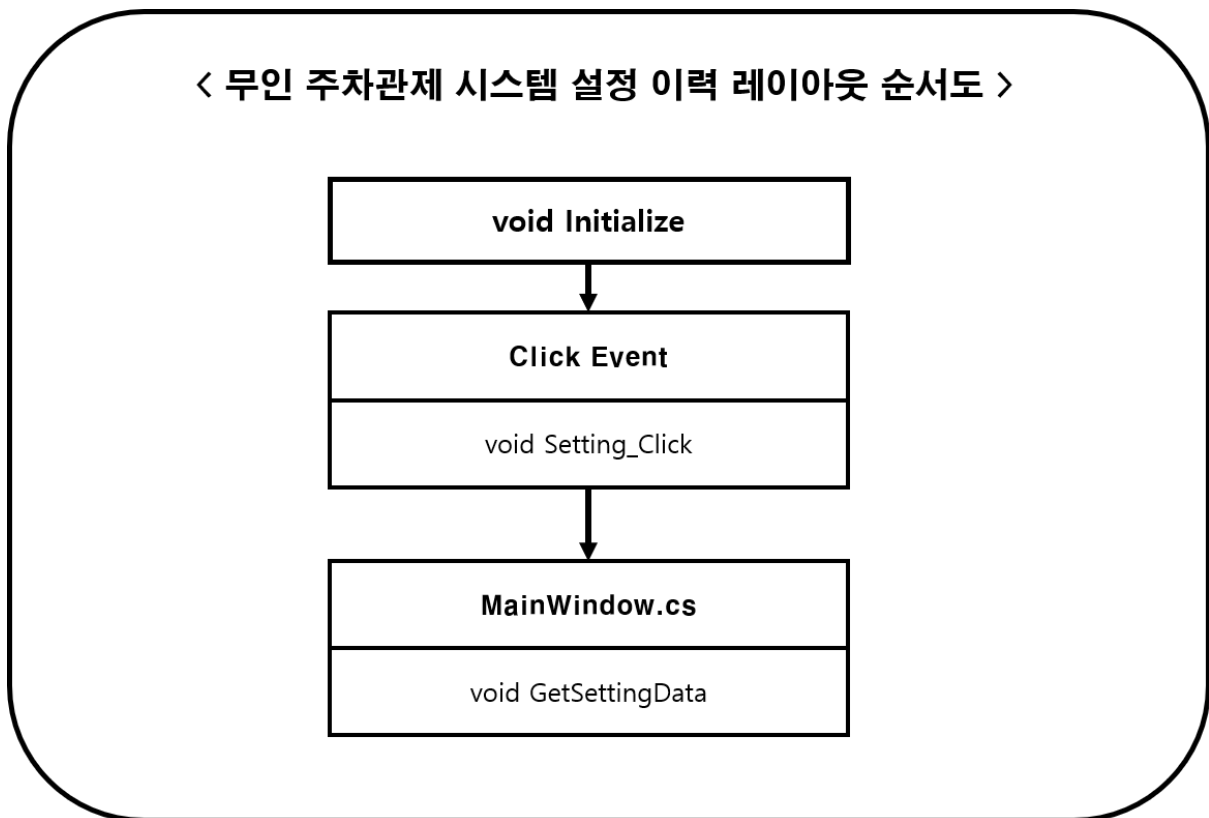 < 무인 주차관제 시스템 설정 이력 레이아웃 순서도 >
void Initialize
Click Event
void Setting_Click
MainWindow.cs
void GetSettingData